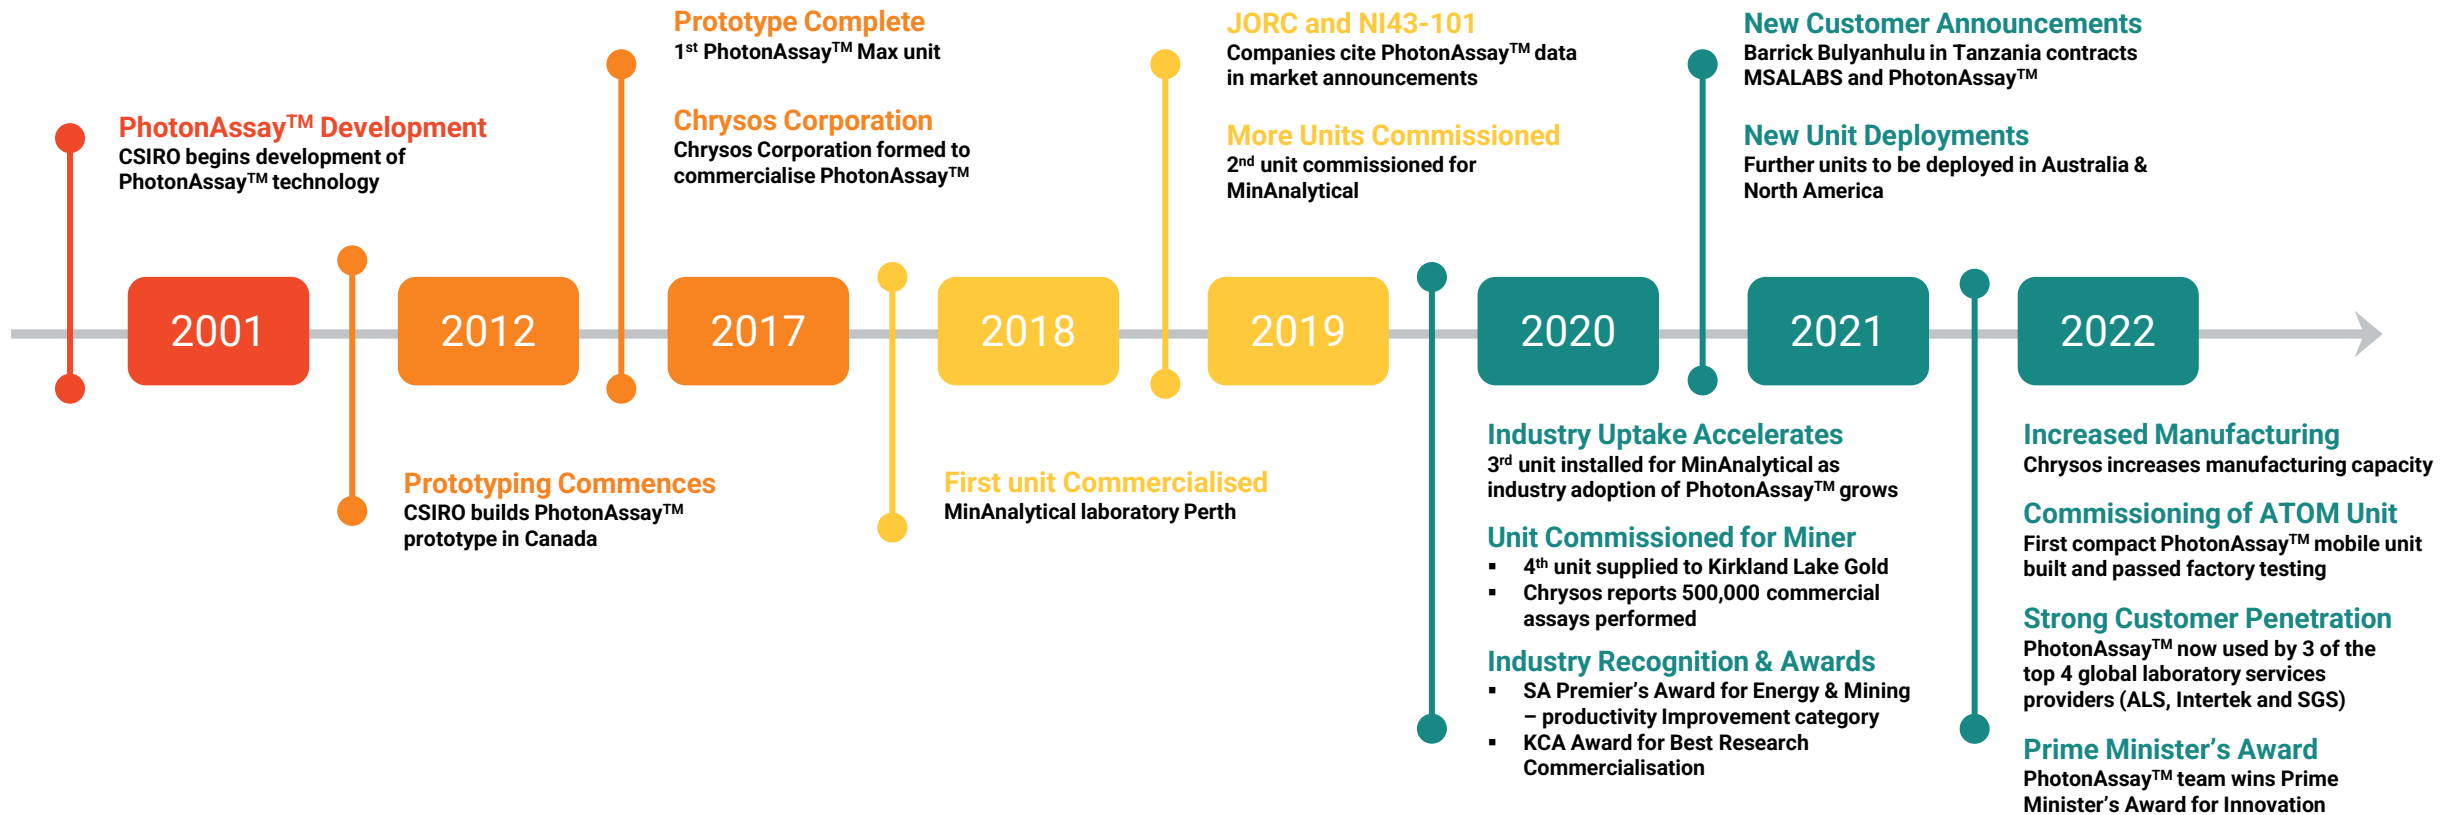 PhotonAssay™ Development
CSIRO begins development of
PhotonAssay™ technology
2001
2012
Prototyping Commences
CSIRO builds PhotonAssay™
prototype in Canada
Prototype Complete
1st PhotonAssay™ Max unit
Chrysos Corporation
Chrysos Corporation formed to
commercialise PhotonAssay™
2017
2018
First unit Commercialised
MinAnalytical laboratory Perth
JORC and NI43-101
Companies cite PhotonAssay™ data
in market announcements
More Units Commissioned
2nd unit commissioned for
MinAnalytical
2019
2020
Industry Uptake Accelerates
3rd unit installed for MinAnalytical as
industry adoption of PhotonAssay™ grows
Unit Commissioned for Miner
▪ 4th unit supplied to Kirkland Lake Gold
▪ Chrysos reports 500,000 commercial
assays performed
Industry Recognition & Awards
▪ SA Premier’s Award for Energy & Mining
– productivity Improvement category
▪ KCA Award for Best Research
Commercialisation
New Customer Announcements
Barrick Bulyanhulu in Tanzania contracts
MSALABS and PhotonAssay™
New Unit Deployments
Further units to be deployed in Australia &
North America
2021
2022
Increased Manufacturing
Chrysos increases manufacturing capacity
Commissioning of ATOM Unit
First compact PhotonAssay™ mobile unit
built and passed factory testing
Strong Customer Penetration
PhotonAssay™ now used by 3 of the
top 4 global laboratory services
providers (ALS, Intertek and SGS)
Prime Minister’s Award
PhotonAssay™ team wins Prime
Minister’s Award for Innovation